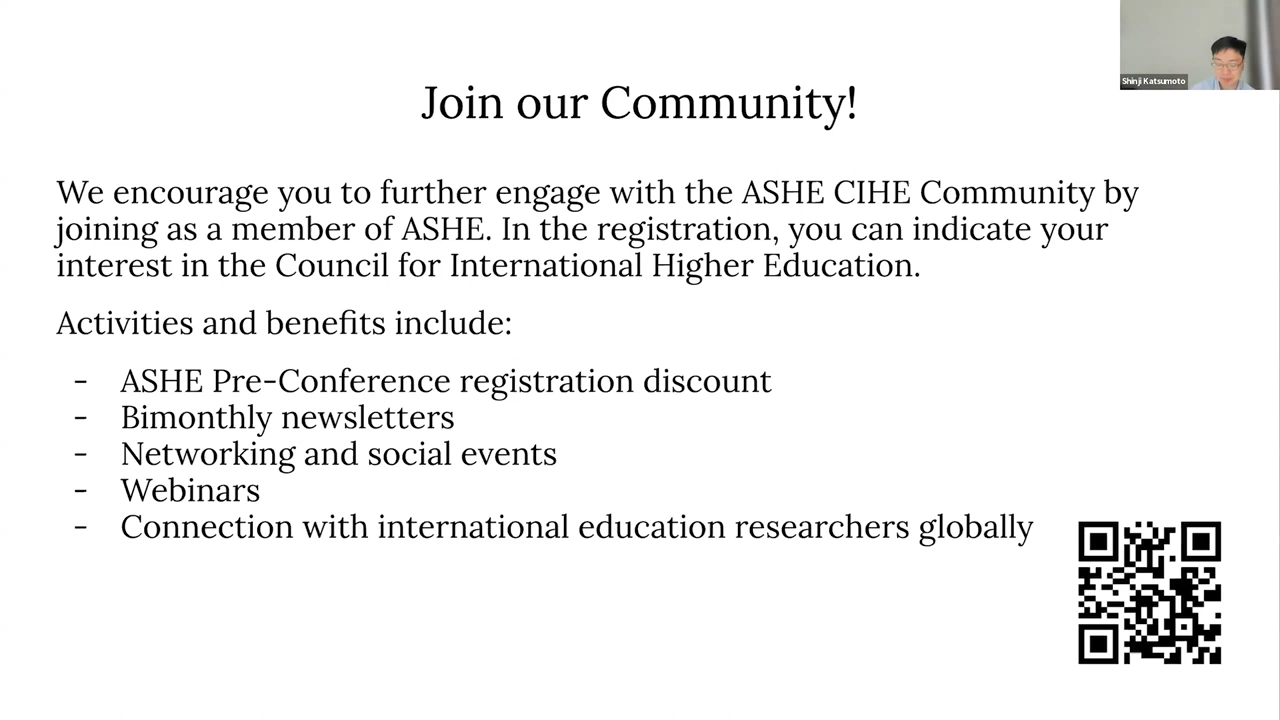 Shinji Katsumoto
Join our Community!
We encourage you to further engage with the ASHE CIHE Community by
joining as a member of ASHE. In the registration, you can indicate your
interest in the Council for International Higher Education.
Activities and benefits include:
- ASHE Pre-Conference registration discount
- Bimonthly newsletters
- Networking and social events
- Webinars
- Connection with international education researchers globally